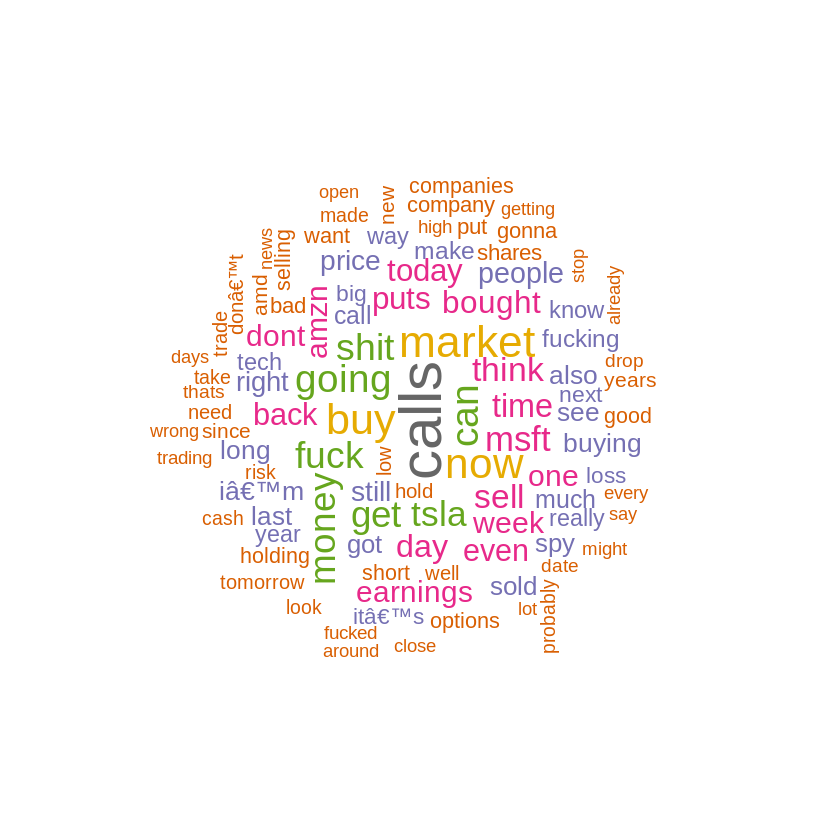 companies
open
new
company
getting
made
high
put
gonna
want
way
news
selling
make
shares
price
today
people
stop
donâ€™t
amd
already
big
puts
bought
bad
call
know
amzn
trade
dont
shit
market
fucking
days
tech
think
drop
take
right
going
also
years
thats
calls
next
need
back
buy
can
time
see
good
wrong
since
msft
buying
trading
long
fuck
low
now
risk
one
loss
iâ€™m
still
hold
sell
much
every
cash
last
money
get
tsla
week
really
say
year
got
day
even
spy
might
holding
date
tomorrow
short
well
earnings
sold
look
itâ€™s
options
lot
probably
fucked
around
close